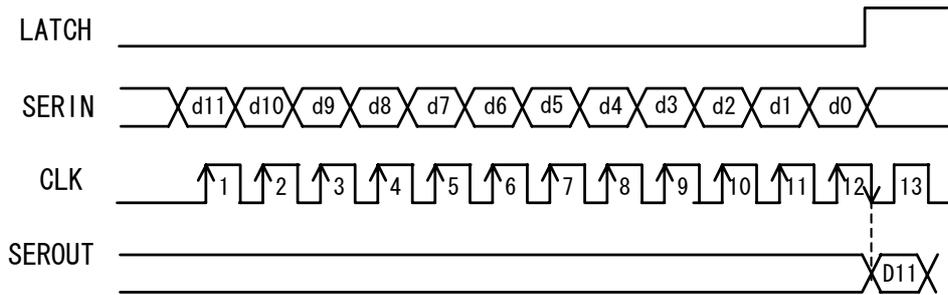 LATCH
SERIN d11 d10 d9 d8 d7 d6 d5 d4 d3 d2 d1 d0
CLK 1 2 3 4 5 6 7 8 9 10 11 12 13
SEROUT D11